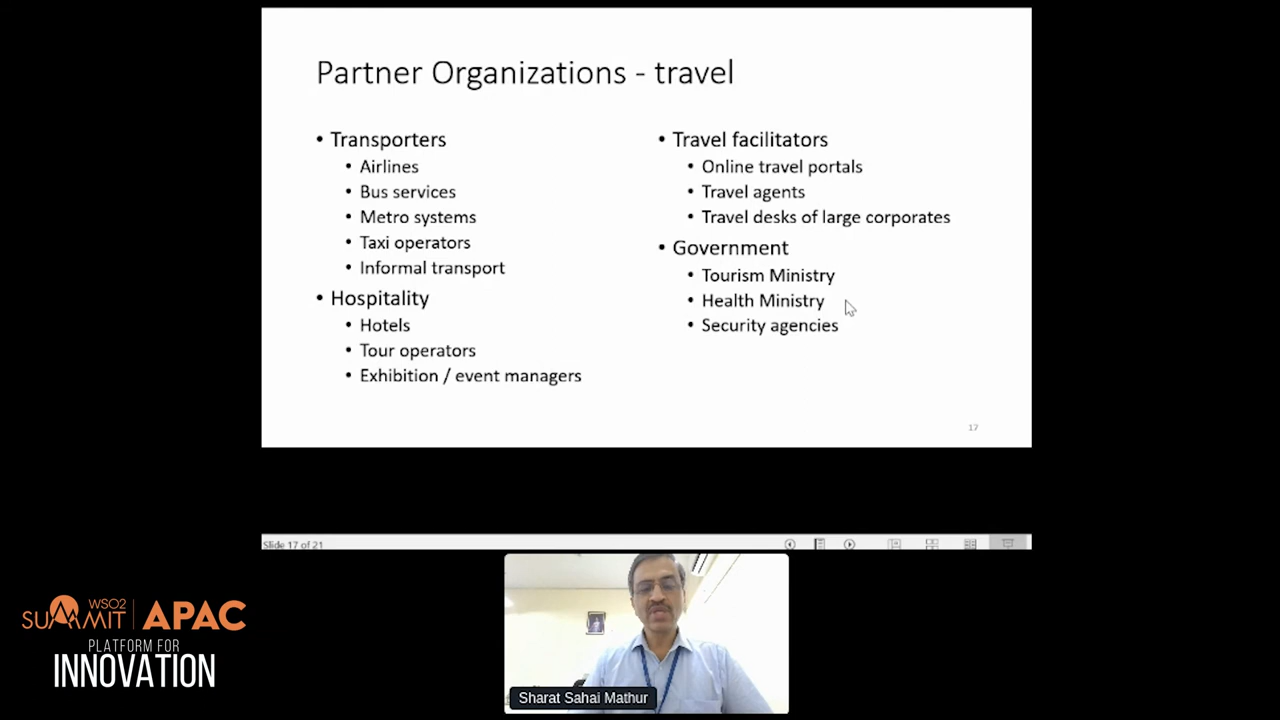 Partner Organizations - travel
• Transporters
• Airlines
• Bus services
• Metro systems
• Taxi operators
• Informal transport
• Hospitality
• Hotels
• Tour operators
• Exhibition / event managers
• Travel facilitators
• Online travel portals
• Travel agents
• Travel desks of large corporates
• Government
• Tourism Ministry
• Health Ministry
• Security agencies
17
Slide 17 of 21
WSO2
SUMMIT | APAC
PLATFORM FOR
INNOVATION
Sharat Sahai Mathur